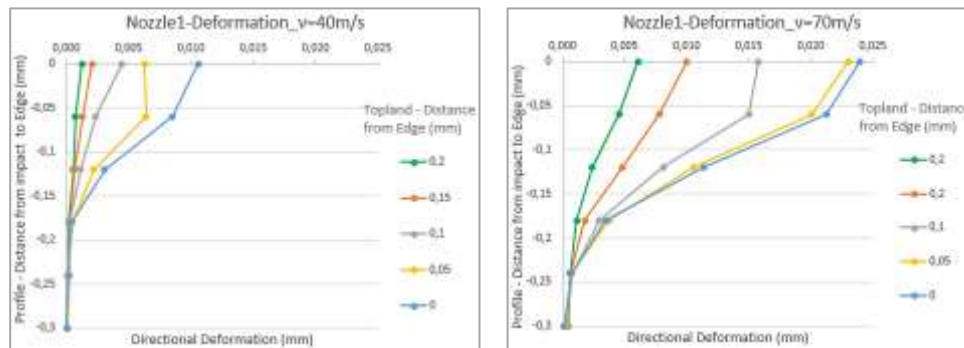 Nozzle1-Deformation_v=40m/s
0,000 0,005 0,010 0,015 0,020 0,025
0
-0,05
-0,1
-0,15
-0,2
-0,25
-0,3
Profile - Distance from impact to Edge (mm)
Topland - Distance
from Edge (mm)
0,2
0,15
0,1
0,05
0
Directional Deformation (mm)
Nozzle1-Deformation_v=70m/s
0,000 0,005 0,010 0,015 0,020 0,025
0
-0,05
-0,1
-0,15
-0,2
-0,25
-0,3
Profile - Distance from impact to Edge (mm)
Topland - Distance
from Edge (mm)
0,2
0,2
0,1
0,05
0
Directional Deformation (mm)